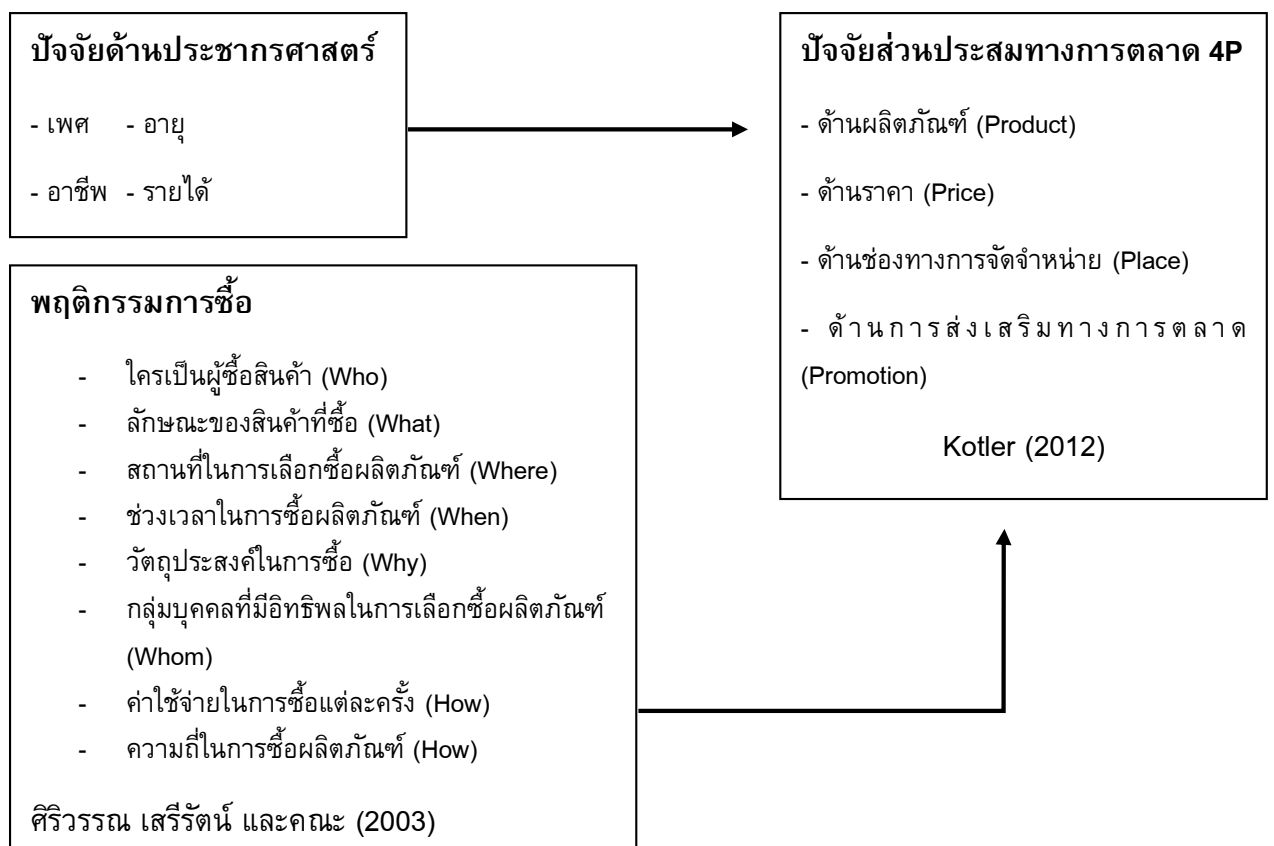 ปัจจัยด้านประชากรศาสตร์
- เพศ - อายุ
- อาชีพ - รายได้
พฤติกรรมการซื้อ
- ใครเป็นผู้ซื้อสินค้า (Who)
- ลักษณะของสินค้าที่ซื้อ (What)
- สถานที่ในการเลือกซื้อผลิตภัณฑ์ (Where)
- ช่วงเวลาในการซื้อผลิตภัณฑ์ (When)
- วัตถุประสงค์ในการซื้อ (Why)
- กลุ่มบุคคลที่มีอิทธิพลในการเลือกซื้อผลิตภัณฑ์
(Whom)
- ค่าใช้จ่ายในการซื้อแต่ละครั้ง (How)
- ความถี่ในการซื้อผลิตภัณฑ์ (How)
ศิริวรรณ เสรีรัตน์ และคณะ (2003)
ปัจจัยส่วนประสมทางการตลาด 4P
- ด้านผลิตภัณฑ์ (Product)
- ด้านราคา (Price)
- ด้านช่องทางการจัดจำหน่าย (Place)
- ด้านการส่งเสริมทางการตลาด
(Promotion)
Kotler (2012)